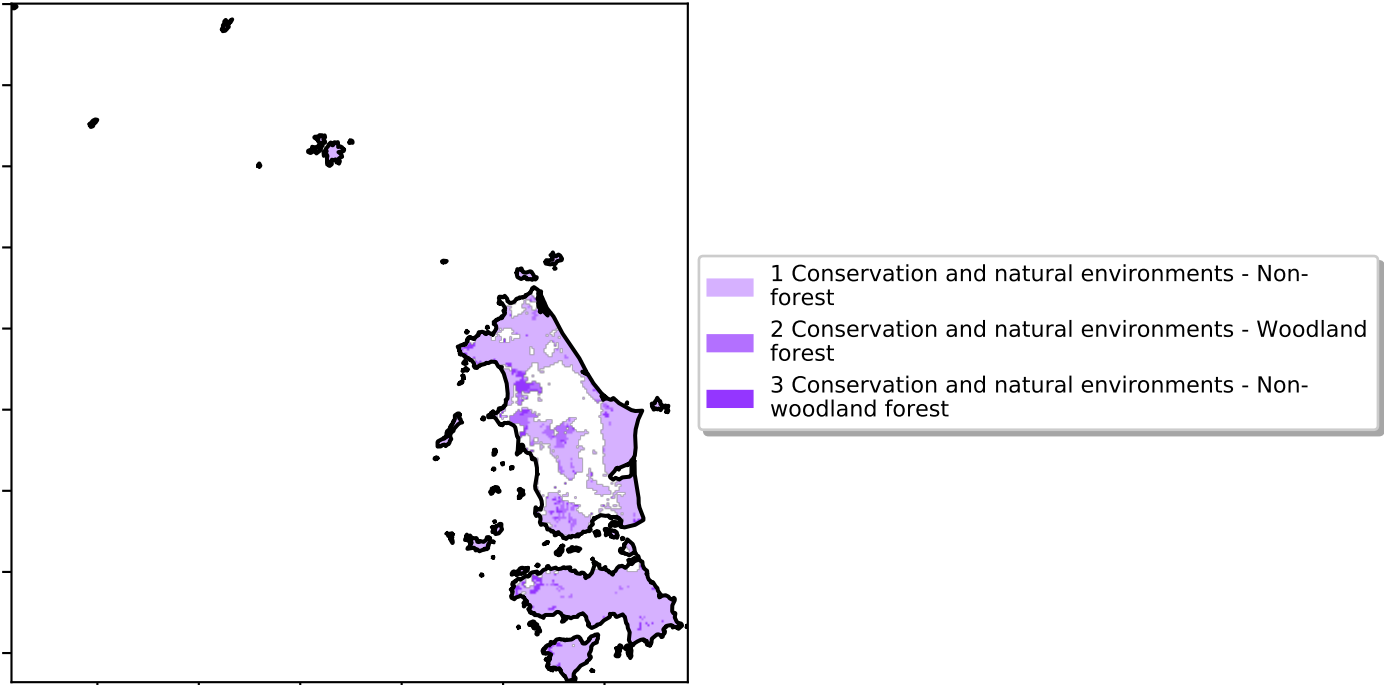 1 Conservation and natural environments - Non-
forest
2 Conservation and natural environments - Woodland
forest
3 Conservation and natural environments - Non-
woodland forest